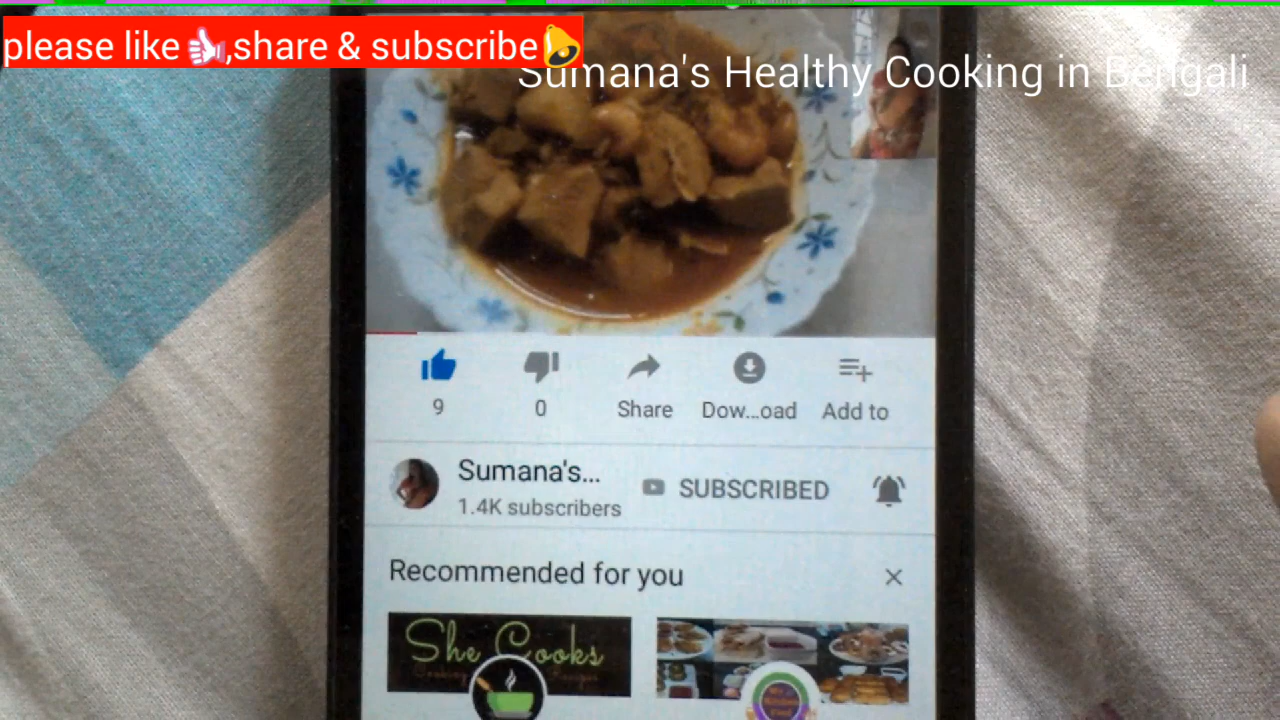 please like👍,share & subscribe🔔
Sumana's Healthy Cooking in Bengali
9
0
Share
Dow...oad
Add to
Sumana's...
1.4K subscribers
SUBSCRIBED
Recommended for you
She Cooks